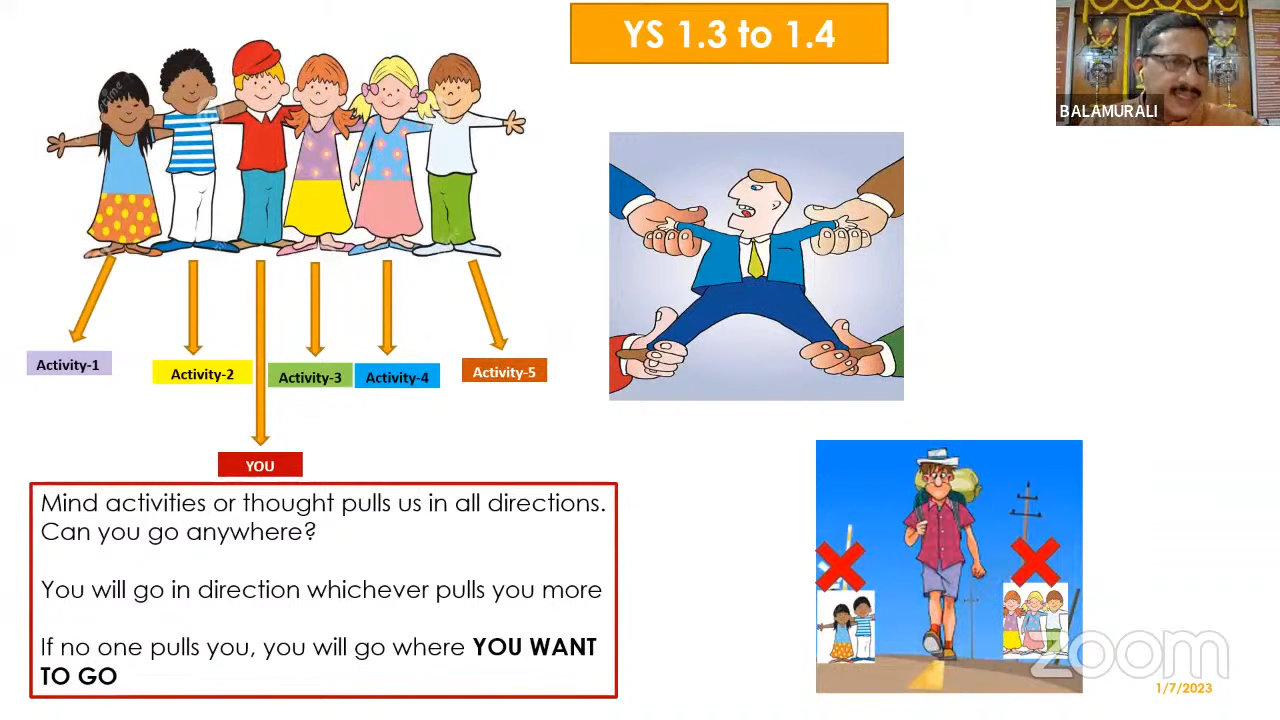 YS 1.3 to 1.4
BALAMURALI
Activity-1
Activity-2
Activity-3
Activity-4
Activity-5
YOU
Mind activities or thought pulls us in all directions.
Can you go anywhere?
You will go in direction whichever pulls you more
If no one pulls you, you will go where YOU WANT
TO GO
zoom
1/7/2023